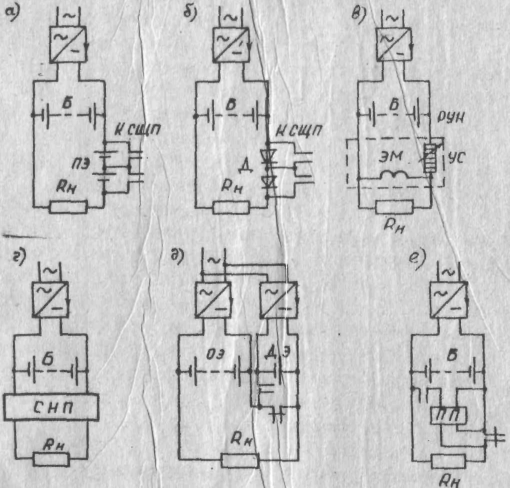 а) б) в)
Б В Б
К СЩП К СЩП РУН
ПЭ Д ЭМ УС
Rн Rн Rн
г) д) е)
Б ОЭ ДЭ В
СНП ПП
Rн Rн Rн